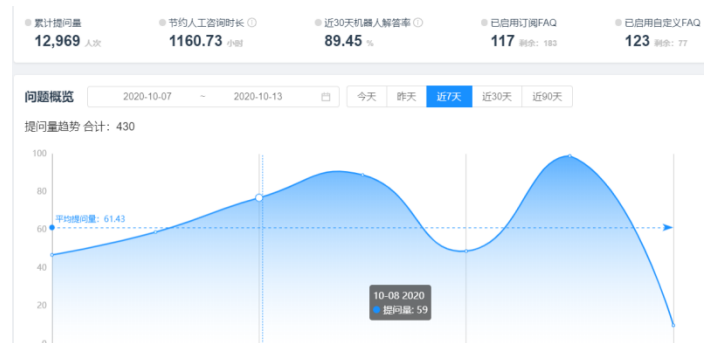 累计提问量
节约人工咨询时长
近30天机器人解答率
已启用订阅FAQ
已启用自定义FAQ
12,969 人次
1160.73 小时
89.45 %
117 剩余: 183
123 剩余: 77
问题概览
2020-10-07 ~ 2020-10-13
今天
昨天
近7天
近30天
近90天
提问量趋势 合计: 430
100
80
平均提问量: 61.43
60
40
10-08 2020
提问量: 59
20